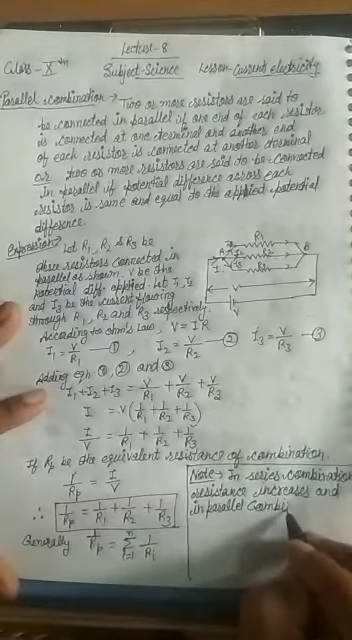 Lecture-8
Class-Xth Subject-Science Lesson-Current electricity
Parallel combination → Two or more resistors are said to
be connected in parallel if one end of each resistor
is connected at one terminal and another end
of each resistor is connected at another terminal
or two or more resistors are said to be connected
in parallel if potential difference across each
resistor is same and equal to the applied potential
difference.
Expression → Let R1, R2 & R3 be
three resistors connected in
parallel as shown. V be the
potential diff. applied. Let I1, I2
and I3 be the current flowing
through R1, R2 and R3 respectively
R1
A I2 R2 B
I I3 R3
V
V
According to ohm's Law, V = IR
I1 = V/R1 —① , I2 = V/R2 —② I3 = V/R3 —③
Adding eqn ①, ② and ③
I1 + I2 + I3 = V/R1 + V/R2 + V/R3
I = V(1/R1 + 1/R2 + 1/R3)
I/V = 1/R1 + 1/R2 + 1/R3
If Rp be the equivalent resistance of combination.
1/Rp = I/V
∴ 1/Rp = 1/R1 + 1/R2 + 1/R3
Generally 1/Rp = Σ i=1 n 1/Ri
Note → In series combination
resistance increases and
in parallel Combi